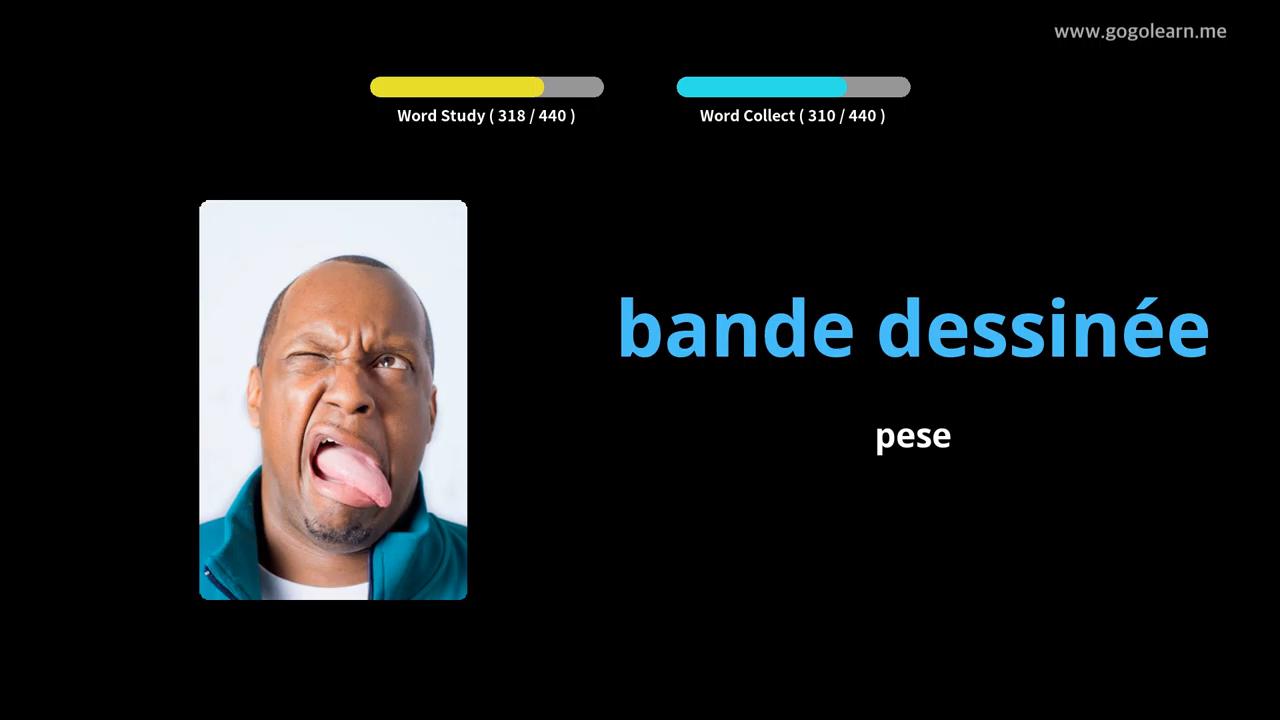 www.gogolearn.me
Word Study ( 318 / 440 )
Word Collect ( 310 / 440 )
bande dessinée
pese